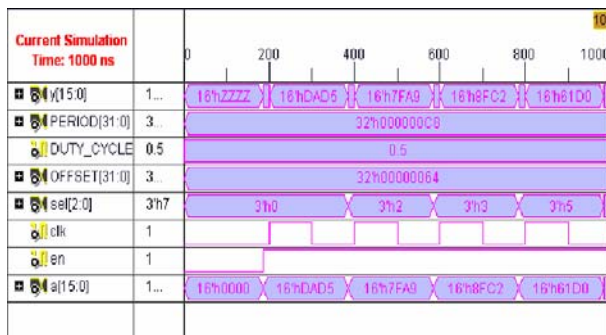 10
Current Simulation
Time: 1000 ns
0 200 400 600 800 1000
y[15:0] 1... 16'hZZZZ 16'hDAD5 16'h7FA9 16'h8FC2 16'h61D0
PERIOD[31:0] 3... 32'h000000C8
DUTY_CYCLE 0.5 0.5
OFFSET[31:0] 3... 32'h00000064
sel[2:0] 3'h7 3'h0 3'h2 3'h3 3'h5
clk 1
en 1
a[15:0] 1... 16'h0000 16'hDAD5 16'h7FA9 16'h8FC2 16'h61D0